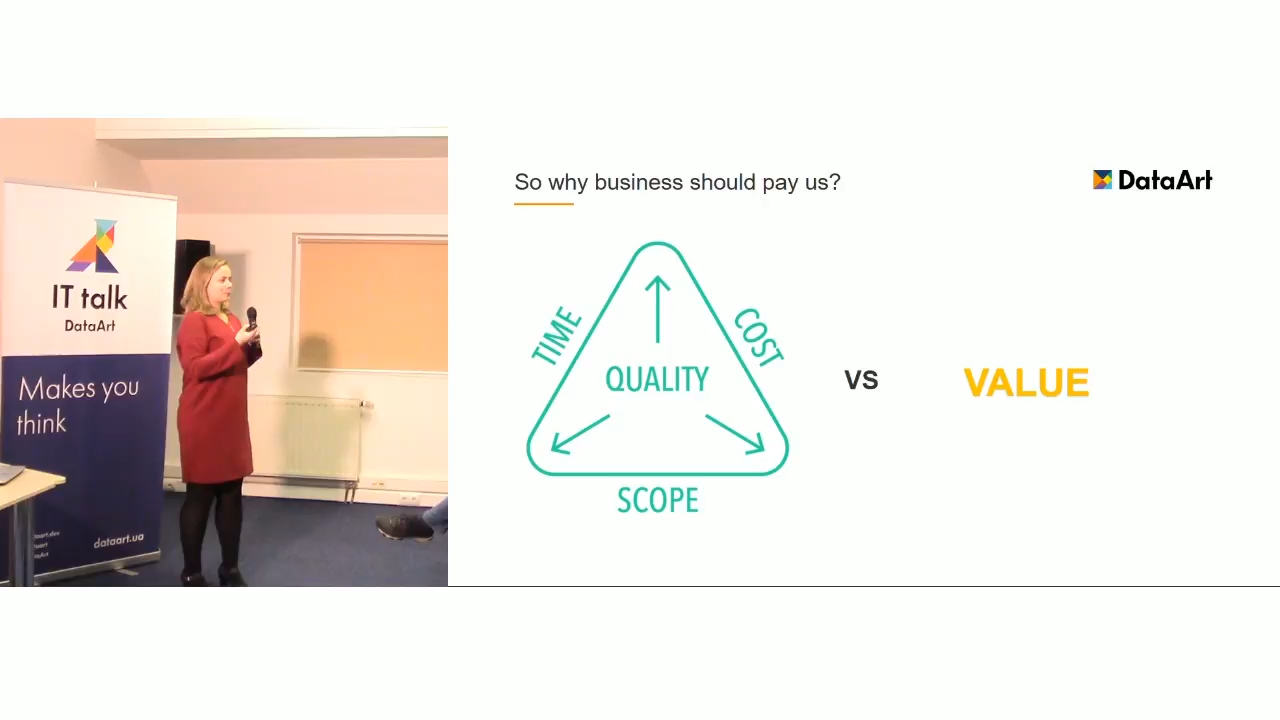 IT talk
DataArt
Makes you
think
dataart.ua
So why business should pay us?
DataArt
TIME
COST
QUALITY
SCOPE
VS
VALUE